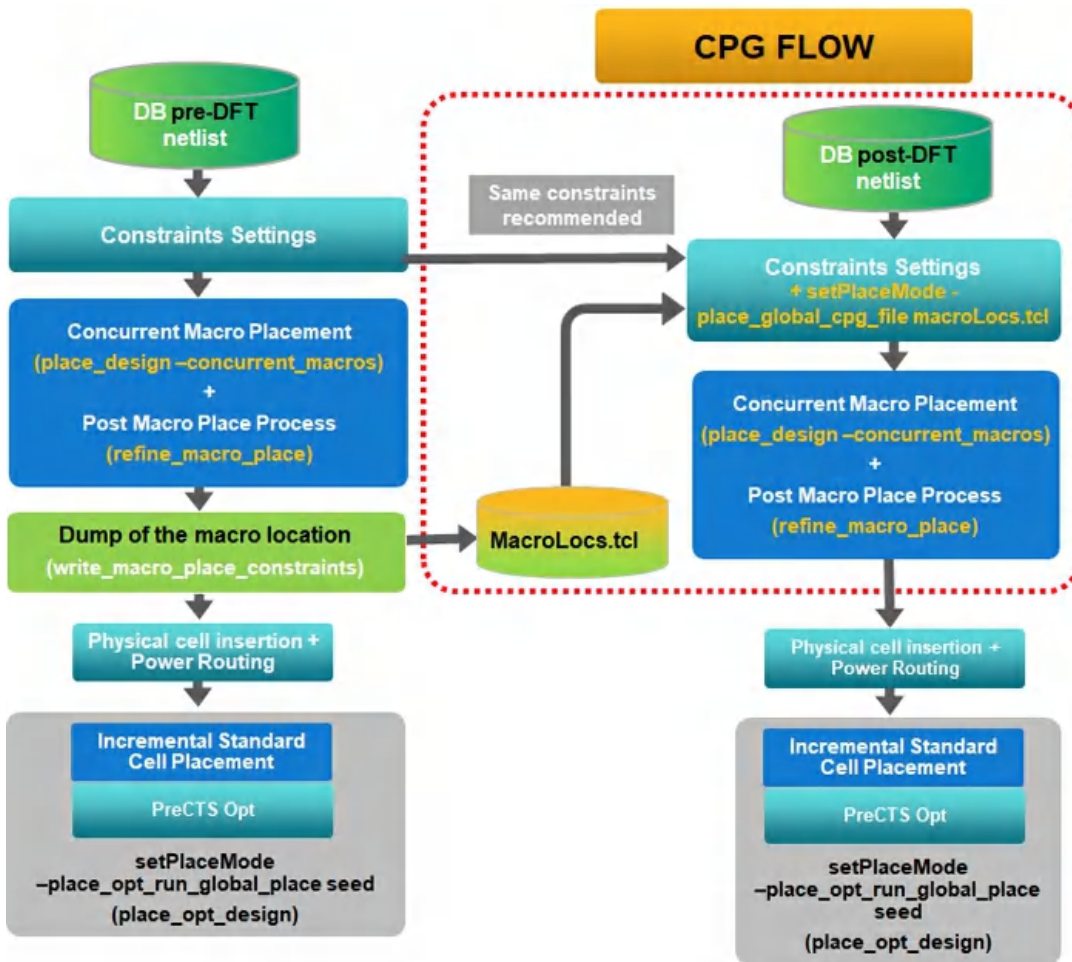 CPG FLOW
DB pre-DFT
netlist
Constraints Settings
Concurrent Macro Placement
(place_design –concurrent_macros)
+
Post Macro Place Process
(refine_macro_place)
Dump of the macro location
(write_macro_place_constraints)
Physical cell insertion +
Power Routing
Incremental Standard
Cell Placement
PreCTS Opt
setPlaceMode
–place_opt_run_global_place seed
(place_opt_design)
Same constraints
recommended
MacroLocs.tcl
DB post-DFT
netlist
Constraints Settings
+ setPlaceMode -
place_global_cpg_file macroLocs.tcl
Concurrent Macro Placement
(place_design –concurrent_macros)
+
Post Macro Place Process
(refine_macro_place)
Physical cell insertion +
Power Routing
Incremental Standard
Cell Placement
PreCTS Opt
setPlaceMode
–place_opt_run_global_place
seed
(place_opt_design)